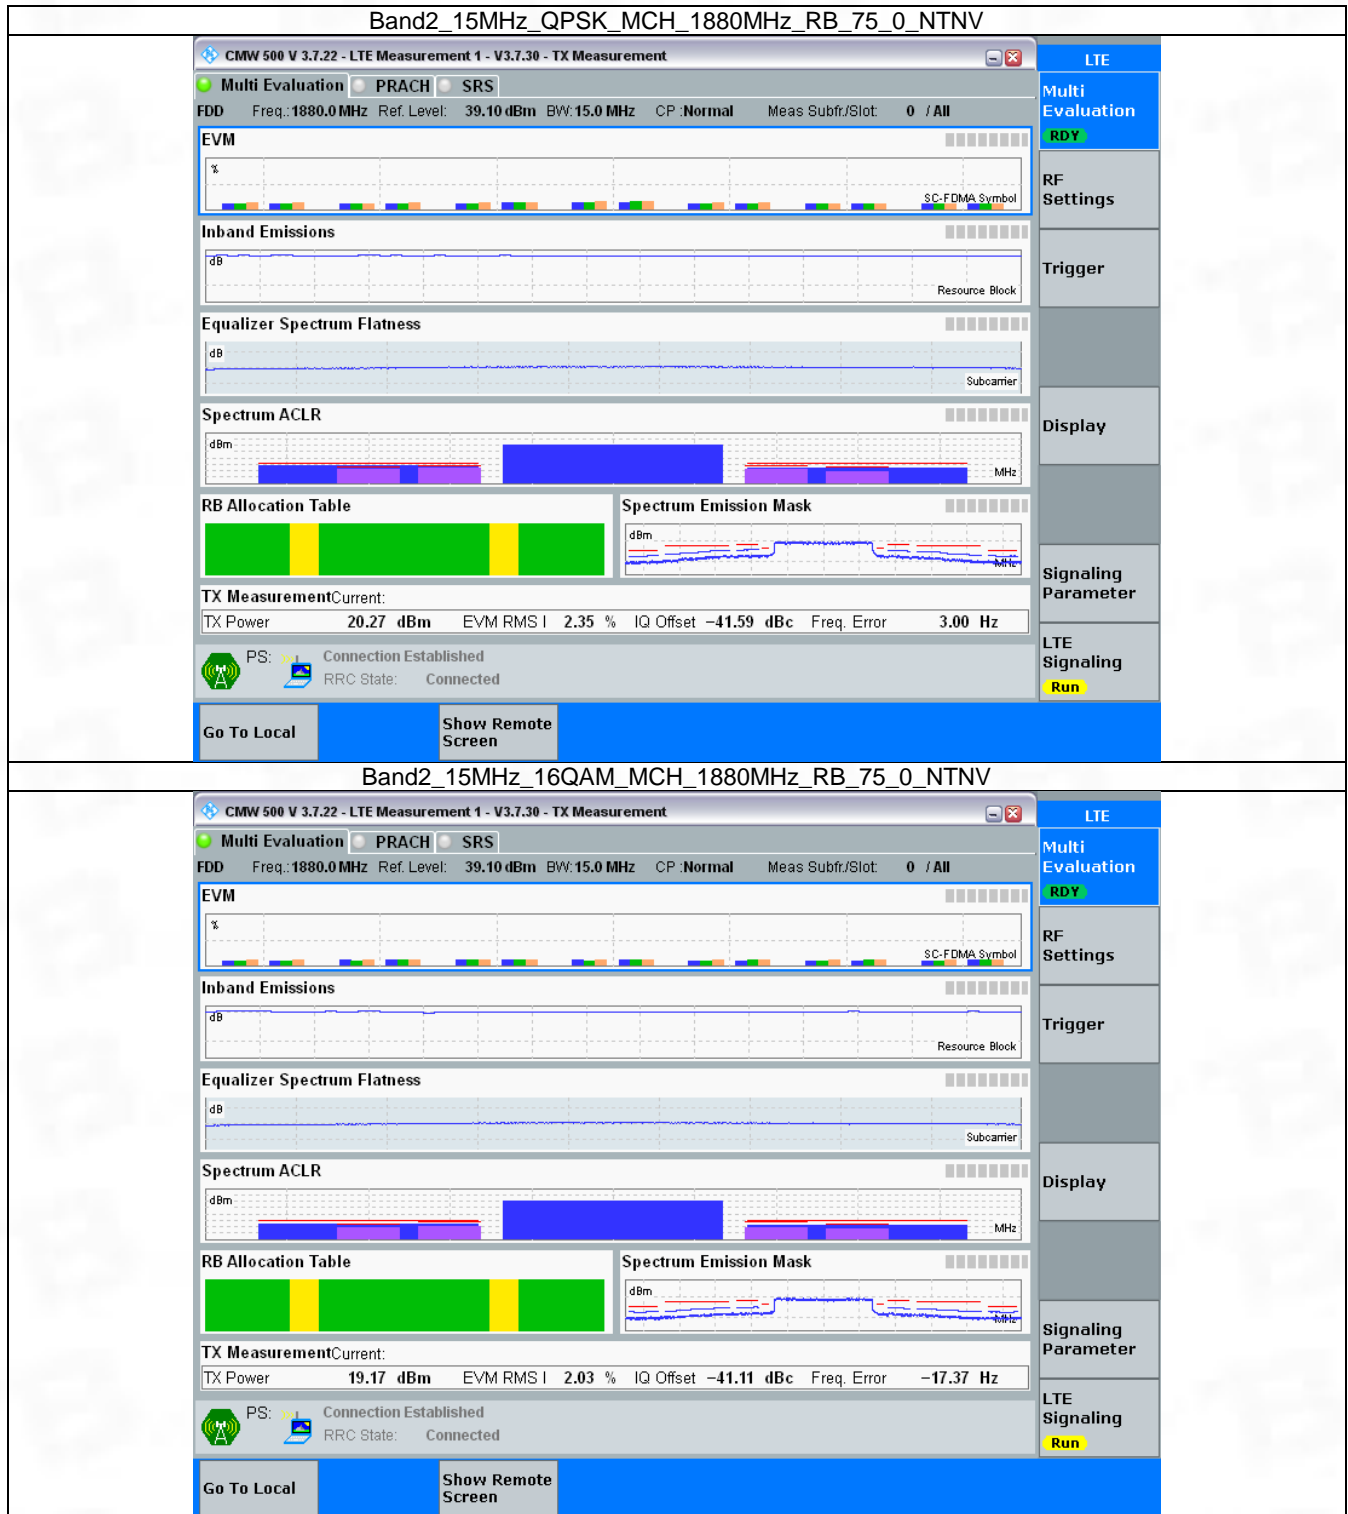 Band2_15MHz_QPSK_MCH_1880MHz_RB_75_0_NTNV
CMW 500 V 3.7.22 - LTE Measurement 1 - V3.7.30 - TX Measurement
LTE
Multi Evaluation PRACH SRS
Multi
Evaluation
RDY
FDD Freq.: 1880.0 MHz Ref. Level: 39.10 dBm BW: 15.0 MHz CP : Normal Meas Subfr./Slot: 0 / All
EVM
%
SC-FDMA Symbol
RF
Settings
Inband Emissions
dB
Resource Block
Trigger
Equalizer Spectrum Flatness
dB
Subcarrier
Spectrum ACLR
dBm
MHz
Display
RB Allocation Table
Spectrum Emission Mask
dBm
MHz
Signaling
Parameter
TX Measurement Current:
TX Power 20.27 dBm EVM RMS l 2.35 % IQ Offset −41.59 dBc Freq. Error 3.00 Hz
PS: Connection Established
RRC State: Connected
LTE
Signaling
Run
Go To Local
Show Remote
Screen
Band2_15MHz_16QAM_MCH_1880MHz_RB_75_0_NTNV
CMW 500 V 3.7.22 - LTE Measurement 1 - V3.7.30 - TX Measurement
LTE
Multi Evaluation PRACH SRS
Multi
Evaluation
RDY
FDD Freq.: 1880.0 MHz Ref. Level: 39.10 dBm BW: 15.0 MHz CP : Normal Meas Subfr./Slot: 0 / All
EVM
%
SC-FDMA Symbol
RF
Settings
Inband Emissions
dB
Resource Block
Trigger
Equalizer Spectrum Flatness
dB
Subcarrier
Spectrum ACLR
dBm
MHz
Display
RB Allocation Table
Spectrum Emission Mask
dBm
MHz
Signaling
Parameter
TX Measurement Current:
TX Power 19.17 dBm EVM RMS l 2.03 % IQ Offset −41.11 dBc Freq. Error −17.37 Hz
PS: Connection Established
RRC State: Connected
LTE
Signaling
Run
Go To Local
Show Remote
Screen